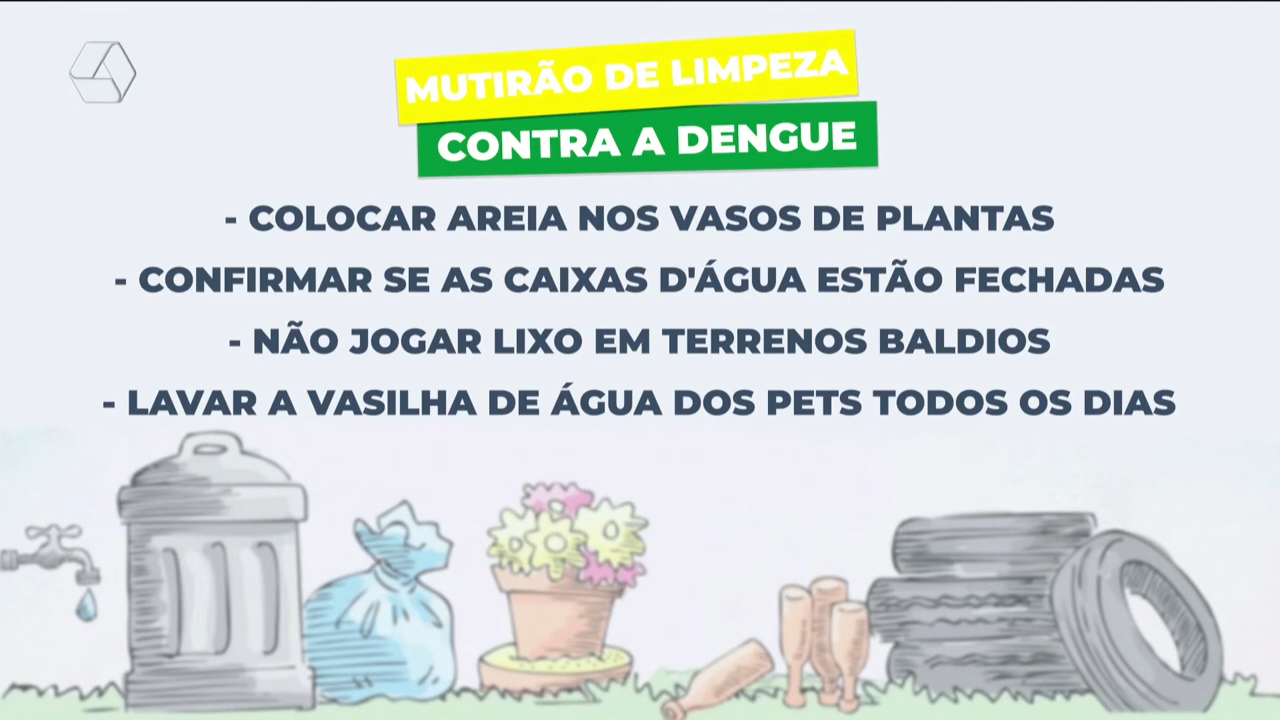 MUTIRÃO DE LIMPEZA
CONTRA A DENGUE
- COLOCAR AREIA NOS VASOS DE PLANTAS
- CONFIRMAR SE AS CAIXAS D'ÁGUA ESTÃO FECHADAS
- NÃO JOGAR LIXO EM TERRENOS BALDIOS
- LAVAR A VASILHA DE ÁGUA DOS PETS TODOS OS DIAS